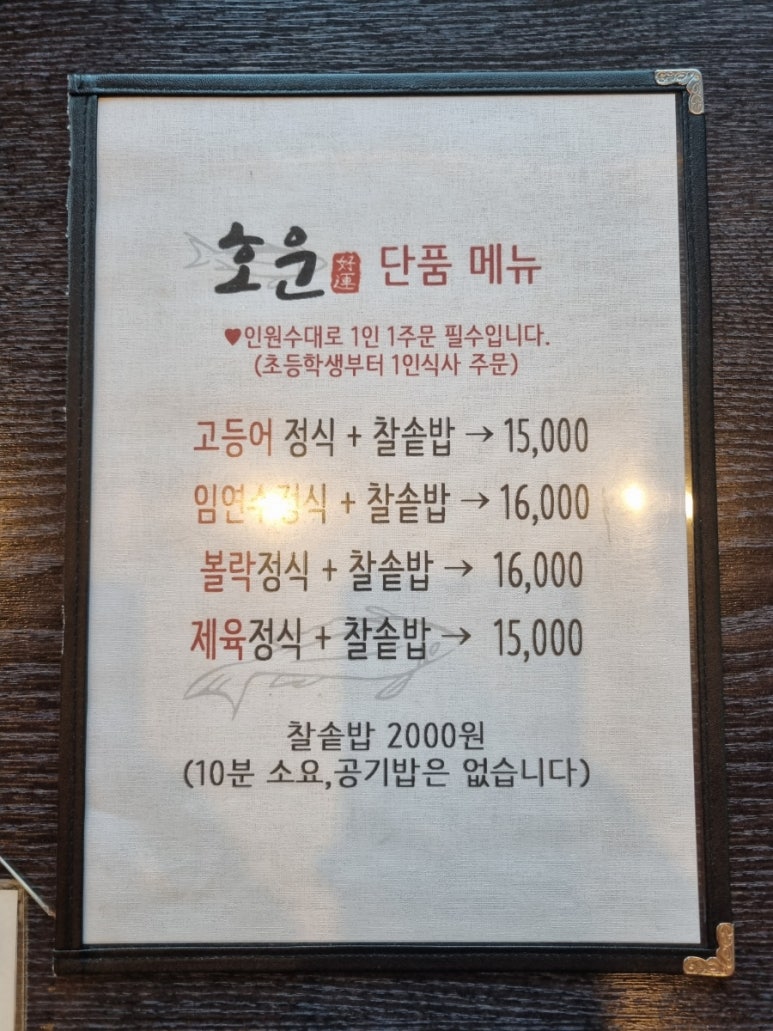 호운 好運 단품 메뉴
♥인원수대로 1인 1주문 필수입니다.
(초등학생부터 1인식사 주문)
고등어 정식 + 찰솥밥 → 15,000
임연수정식 + 찰솥밥 → 16,000
볼락정식 + 찰솥밥 → 16,000
제육정식 + 찰솥밥 → 15,000
찰솥밥 2000원
(10분 소요,공기밥은 없습니다)